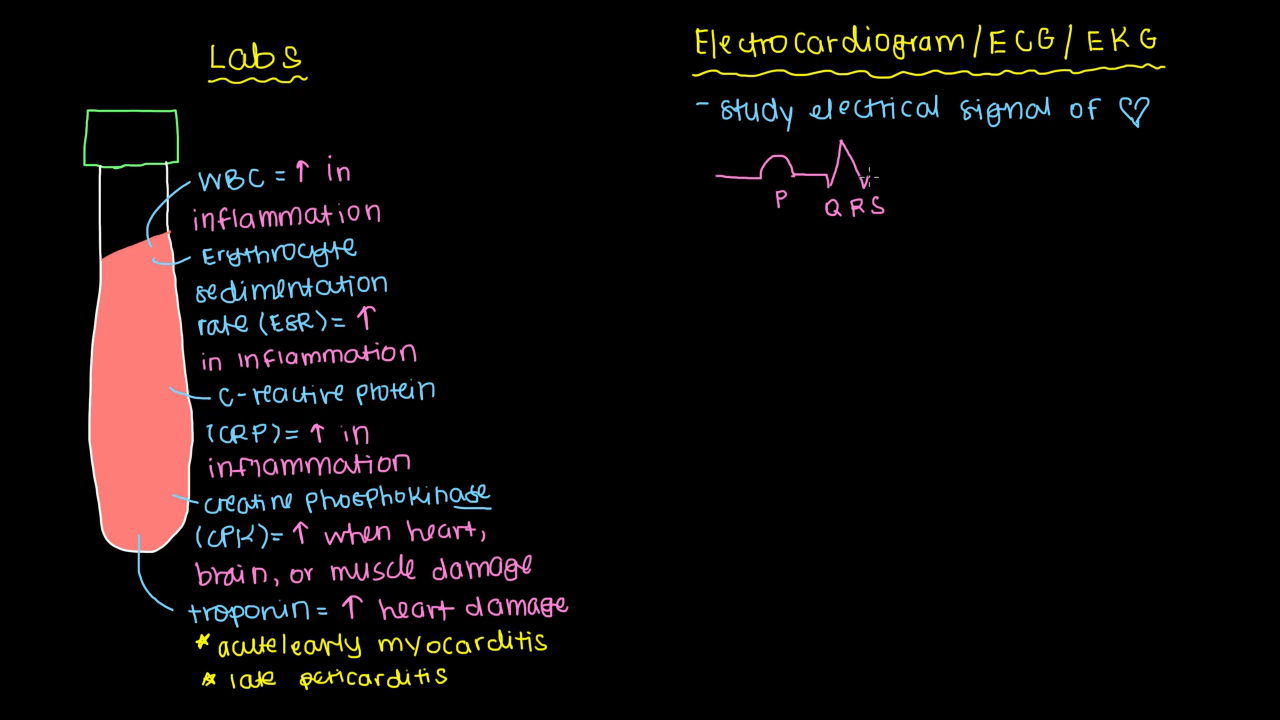 Labs
WBC = ↑ in
inflammation
Erythrocyte
sedimentation
rate (ESR) = ↑
in inflammation
C-reactive protein
(CRP) = ↑ in
inflammation
creatine phosphokinase
(CPK) = ↑ when heart,
brain, or muscle damage
troponin = ↑ heart damage
* acute/early myocarditis
* late pericarditis
Electrocardiogram/ECG/EKG
- study electrical signal of ♡
P Q R S